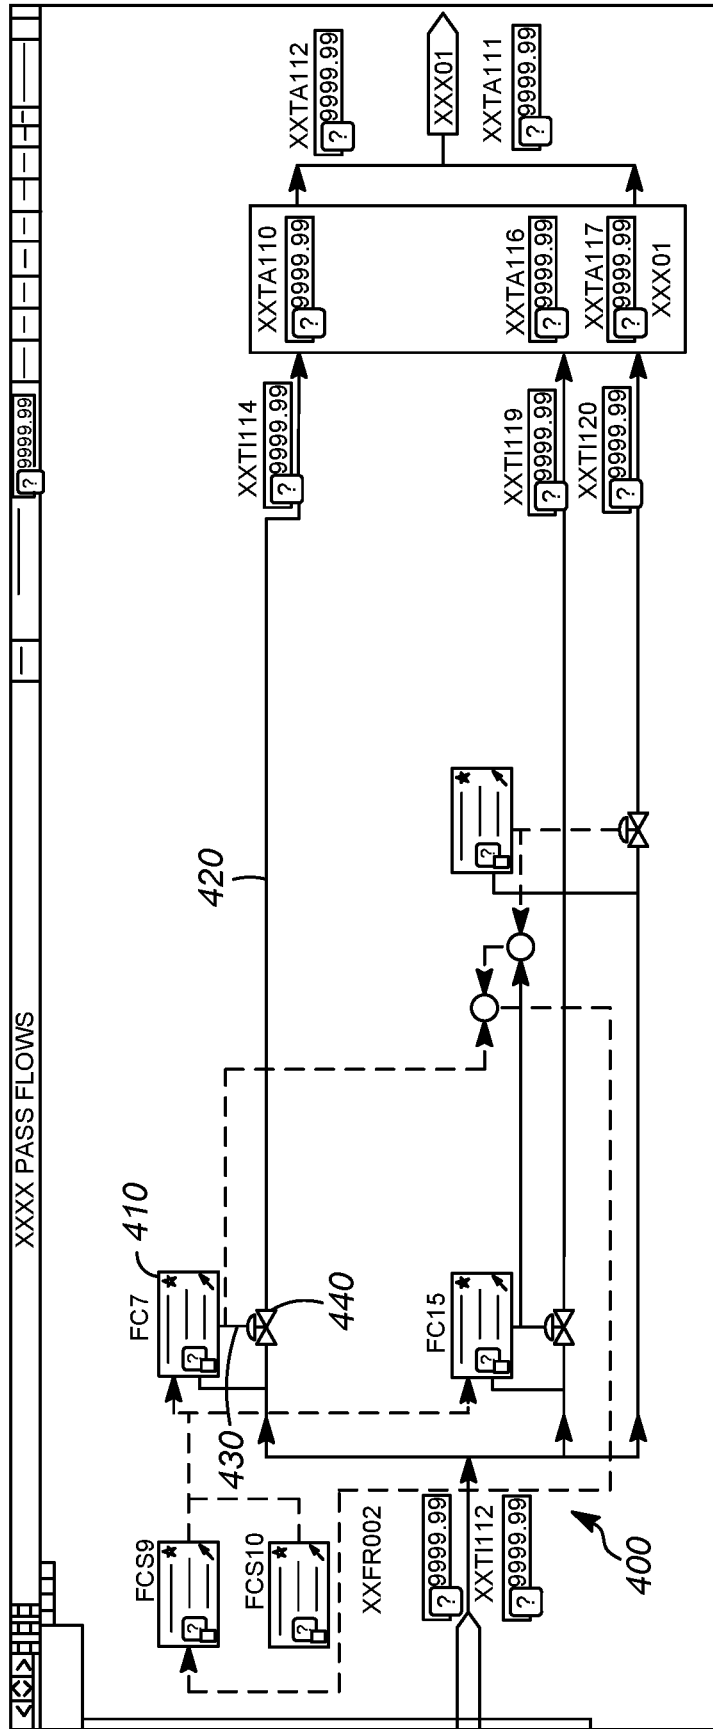 XXXX PASS FLOWS
<◇>
? 9999.99
FCS9
?
FCS10
?
FC7
?
410
430
440
420
XXTI114
? 9999.99
XXTA110
? 9999.99
XXTA112
? 9999.99
XXX01
XXTA111
? 9999.99
XXFR002
? 9999.99
XXTI112
? 9999.99
FC15
?
?
XXTI119
? 9999.99
XXTI120
? 9999.99
XXTA116
? 9999.99
XXTA117
? 9999.99
XXX01
400